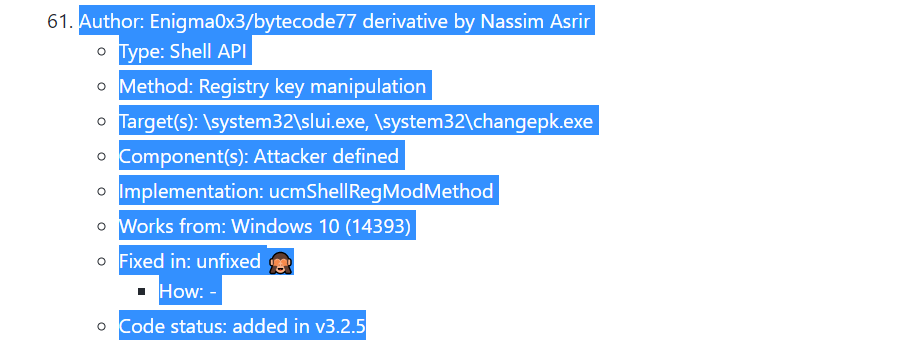 61. Author: Enigma0x3/bytecode77 derivative by Nassim Asrir
Type: Shell API
Method: Registry key manipulation
Target(s): \system32\slui.exe, \system32\changepk.exe
Component(s): Attacker defined
Implementation: ucmShellRegModMethod
Works from: Windows 10 (14393)
Fixed in: unfixed 🙈
How: -
Code status: added in v3.2.5